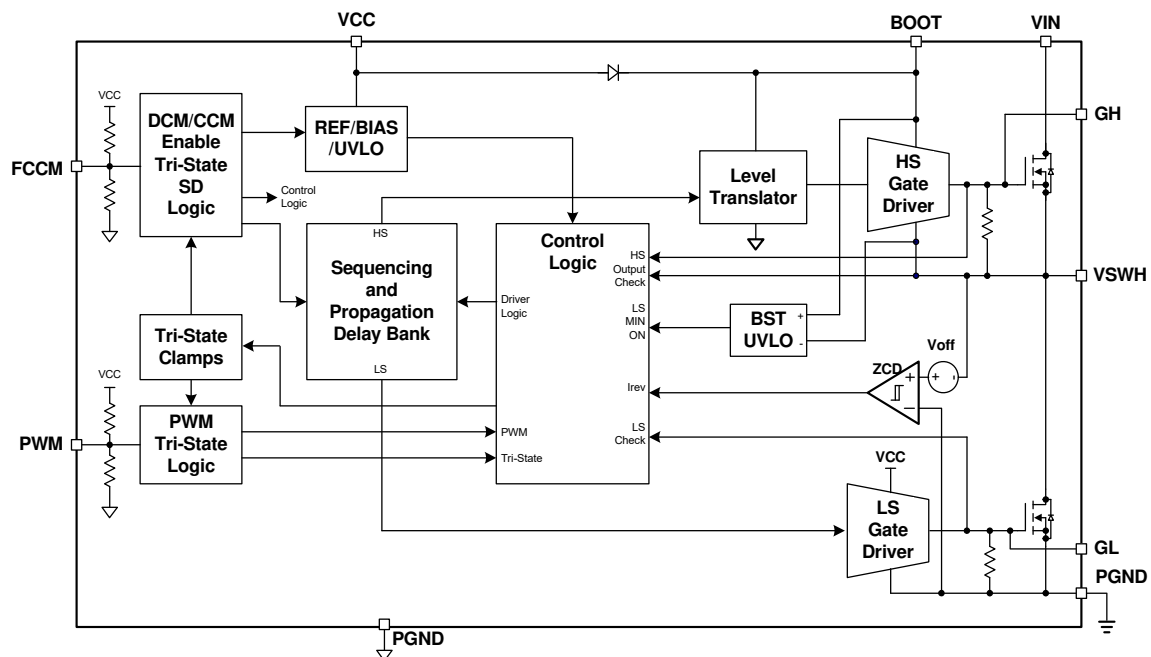 VCC
BOOT
VIN
VCC
DCM/CCM
Enable
Tri-State
SD
Logic
REF/BIAS
/UVLO
GH
FCCM
HS
Gate
Driver
Level
Translator
Control
Logic
HS
Sequencing
and
Propagation
Delay Bank
LS
Control
Logic
Driver
Logic
HS
Output
Check
LS
MIN
ON
Irev
LS
Check
PWM
Tri-State
VSWH
BST
UVLO
+
-
Voff
+
-
ZCD
+
–
Tri-State
Clamps
VCC
PWM
PWM
Tri-State
Logic
VCC
LS
Gate
Driver
GL
PGND
PGND